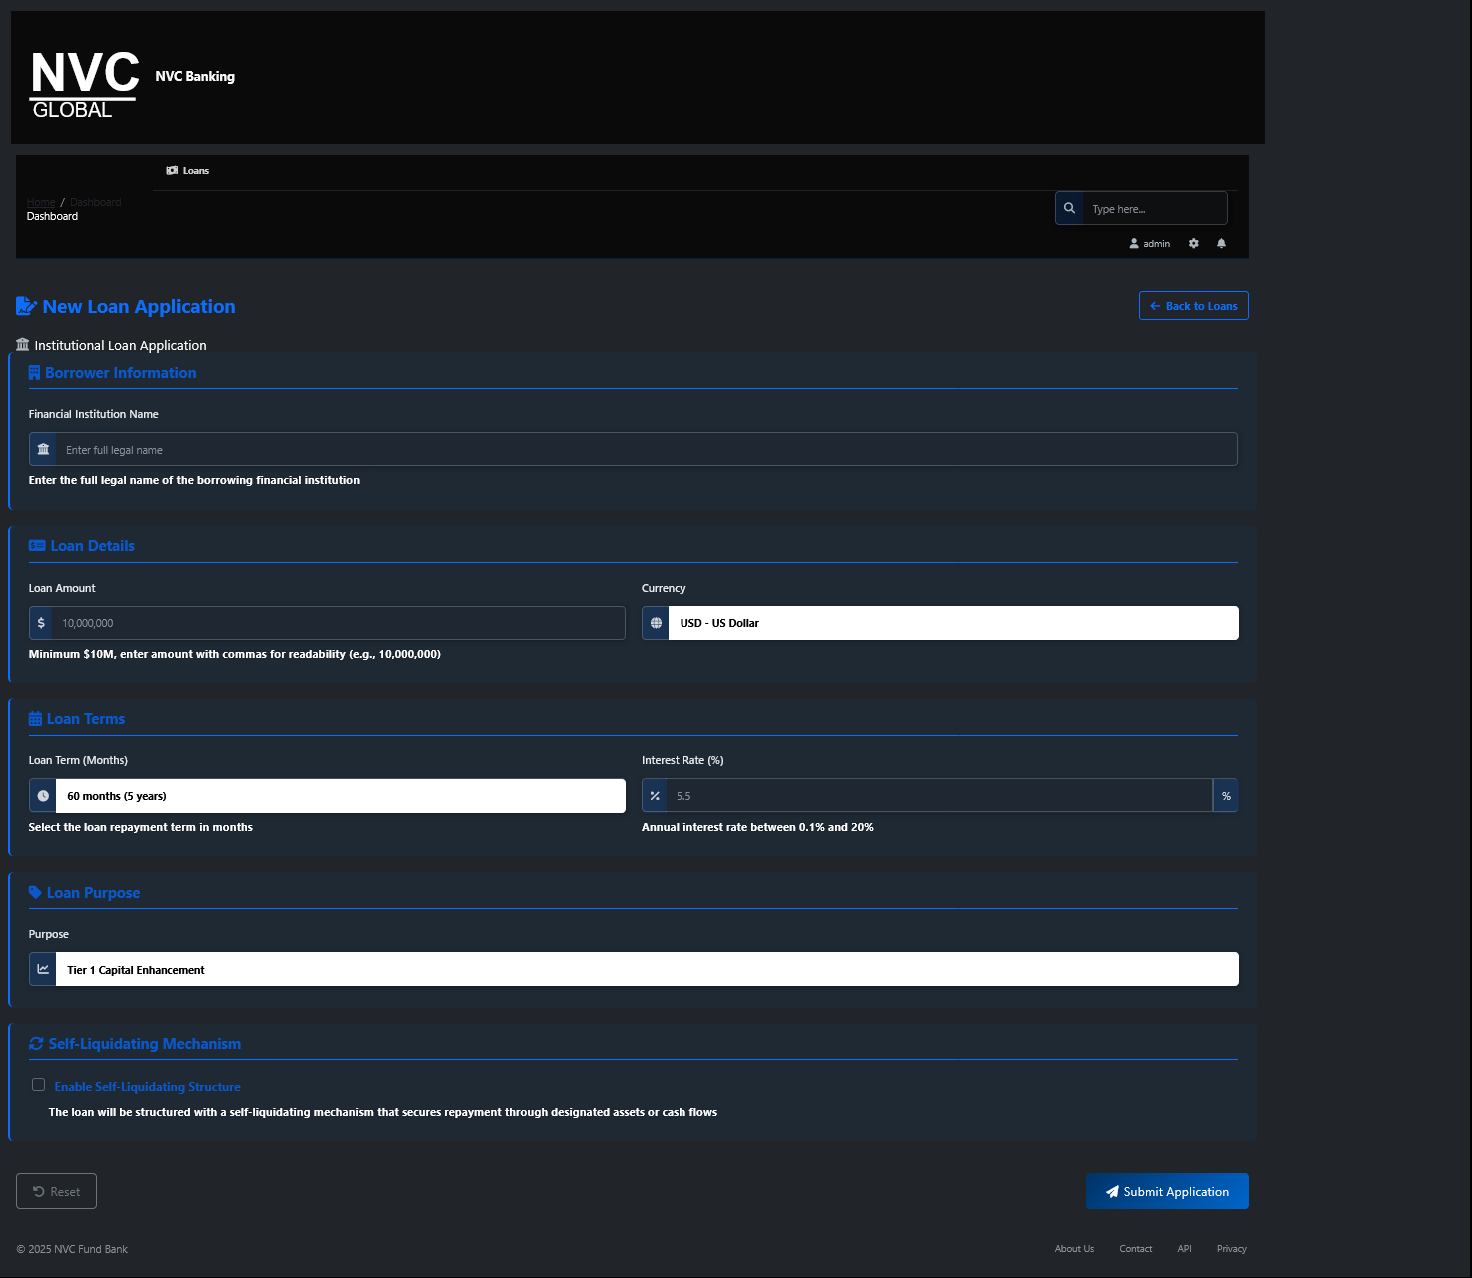 NVC
GLOBAL
NVC Banking
Loans
Home / Dashboard
Dashboard
Type here...
admin
New Loan Application
Back to Loans
Institutional Loan Application
Borrower Information
Financial Institution Name
Enter full legal name
Enter the full legal name of the borrowing financial institution
Loan Details
Loan Amount
Currency
$ 10,000,000
USD - US Dollar
Minimum $10M, enter amount with commas for readability (e.g., 10,000,000)
Loan Terms
Loan Term (Months)
Interest Rate (%)
60 months (5 years)
% 5.5 %
Select the loan repayment term in months
Annual interest rate between 0.1% and 20%
Loan Purpose
Purpose
Tier 1 Capital Enhancement
Self-Liquidating Mechanism
Enable Self-Liquidating Structure
The loan will be structured with a self-liquidating mechanism that secures repayment through designated assets or cash flows
Reset
Submit Application
© 2025 NVC Fund Bank
About Us Contact API Privacy